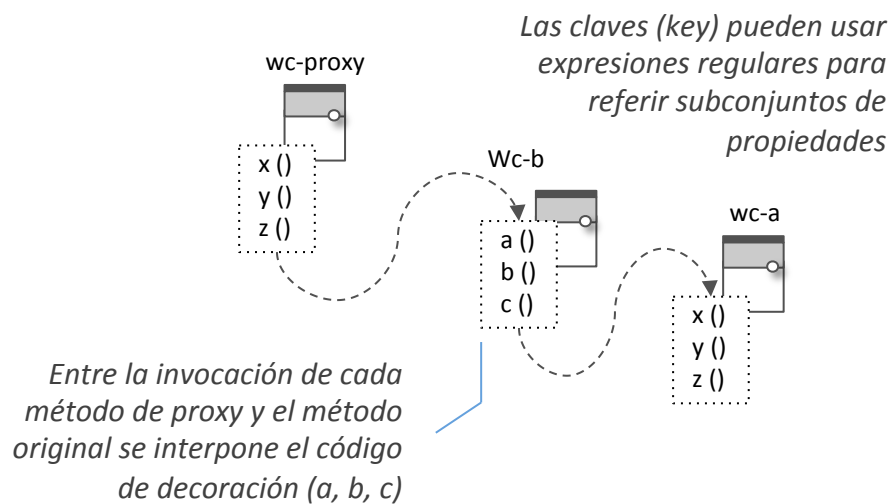 Las claves (key) pueden usar
expresiones regulares para
referir subconjuntos de
propiedades
wc-proxy
x ()
y ()
z ()
Wc-b
a ()
b ()
c ()
wc-a
x ()
y ()
z ()
Entre la invocación de cada
método de proxy y el método
original se interpone el código
de decoración (a, b, c)